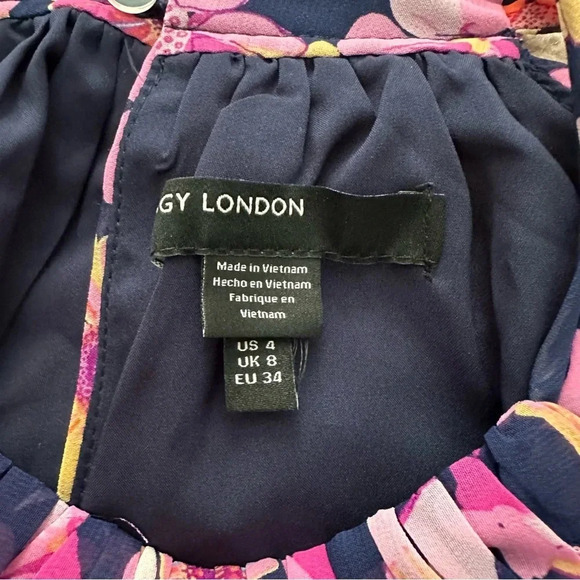 GY LONDON
Made in Vietnam
Hecho en Vietnam
Fabrique en
Vietnam
US 4
UK 8
EU 34